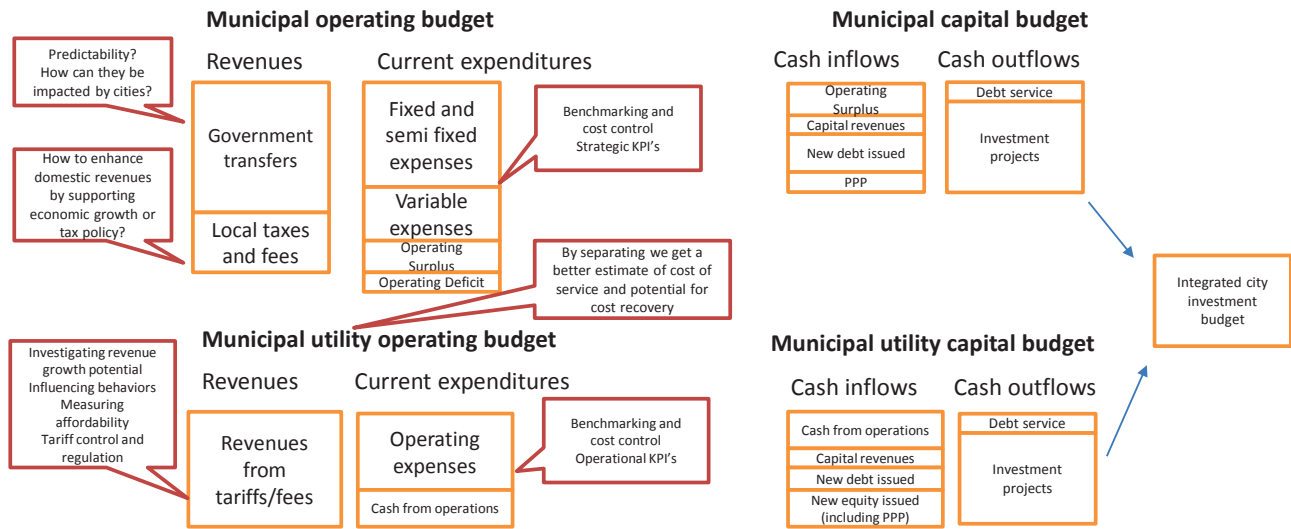 Municipal operating budget
Predictability?
How can they be
impacted by cities?
How to enhance
domestic revenues
by supporting
economic growth or
tax policy?
Revenues
Government
transfers
Local taxes
and fees
Current expenditures
Fixed and
semi fixed
expenses
Variable
expenses
Operating
Surplus
Operating Deficit
Benchmarking and
cost control
Strategic KPI's
By separating we get a
better estimate of cost of
service and potential for
cost recovery
Municipal capital budget
Cash inflows
Operating
Surplus
Capital revenues
New debt issued
PPP
Cash outflows
Debt service
Investment
projects
Integrated city
investment
budget
Municipal utility operating budget
Investigating revenue
growth potential
Influencing behaviors
Measuring
affordability
Tariff control and
regulation
Revenues
Revenues
from
tariffs/fees
Current expenditures
Operating
expenses
Cash from operations
Benchmarking and
cost control
Operational KPI's
Municipal utility capital budget
Cash inflows
Cash from operations
Capital revenues
New debt issued
New equity issued
(including PPP)
Cash outflows
Debt service
Investment
projects